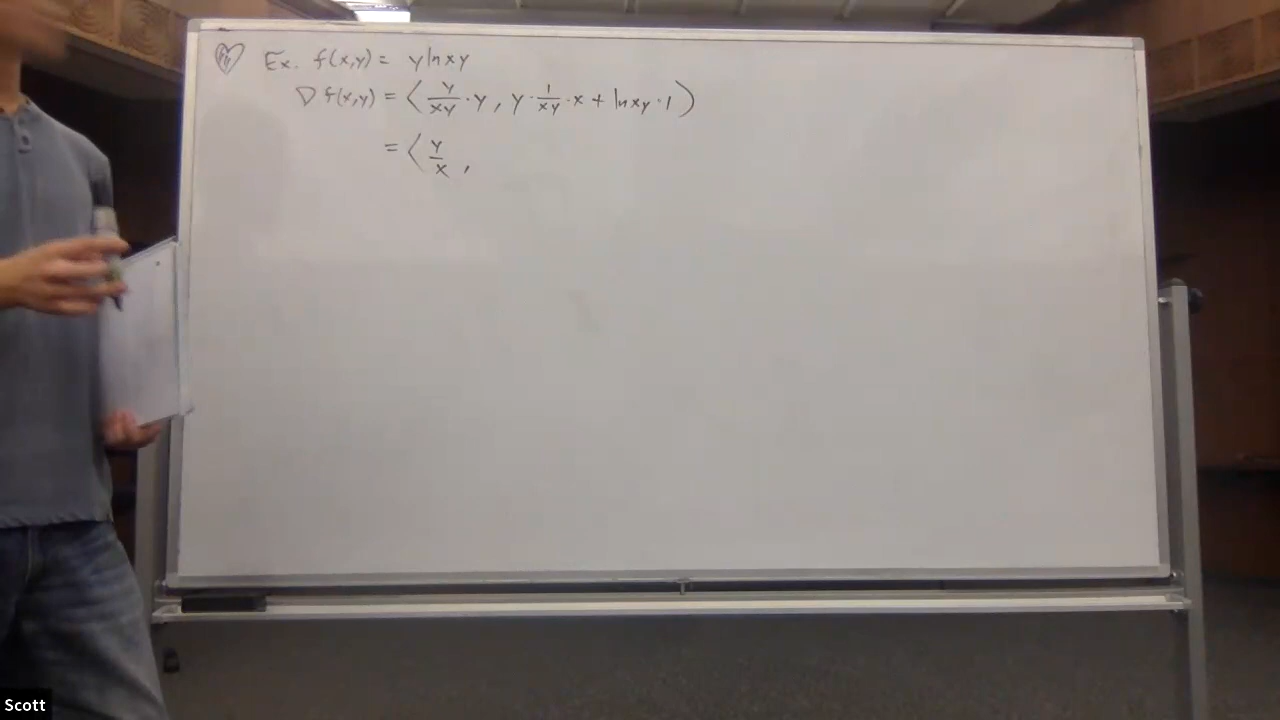 Ex. f(x,y) = y ln xy
∇ f(x,y) = ⟨ y/xy · y , y · 1/xy · x + ln xy · 1 ⟩
= ⟨ y/x ,
Scott